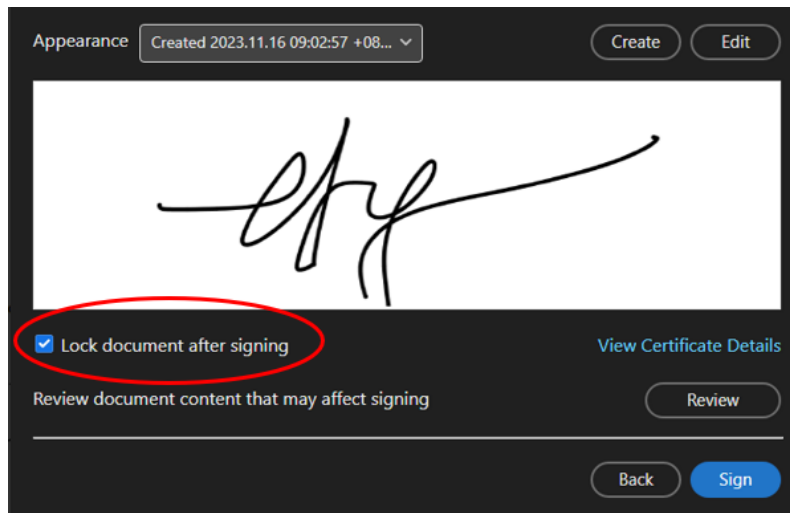 Appearance Created 2023.11.16 09:02:57 +08... Create Edit
Lock document after signing View Certificate Details
Review document content that may affect signing Review
Back Sign